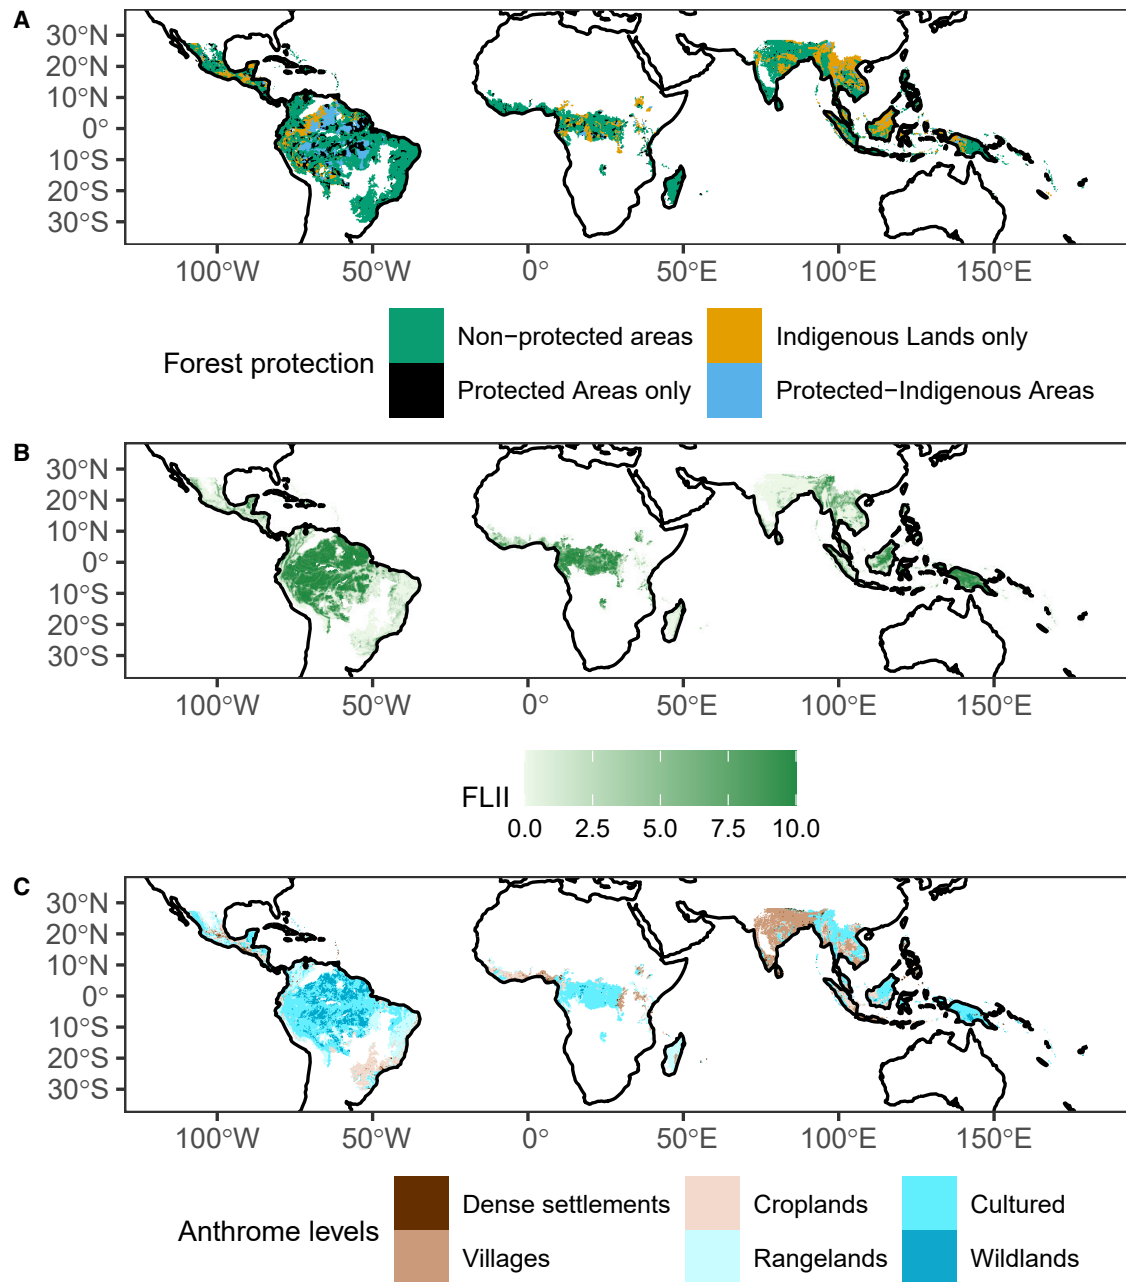 A
30°N
20°N
10°N
0°
10°S
20°S
30°S
100°W 50°W 0° 50°E 100°E 150°E
Forest protection
Non−protected areas
Indigenous Lands only
Protected Areas only
Protected−Indigenous Areas
B
30°N
20°N
10°N
0°
10°S
20°S
30°S
100°W 50°W 0° 50°E 100°E 150°E
FLII
0.0 2.5 5.0 7.5 10.0
C
30°N
20°N
10°N
0°
10°S
20°S
30°S
100°W 50°W 0° 50°E 100°E 150°E
Anthrome levels
Dense settlements
Croplands
Cultured
Villages
Rangelands
Wildlands